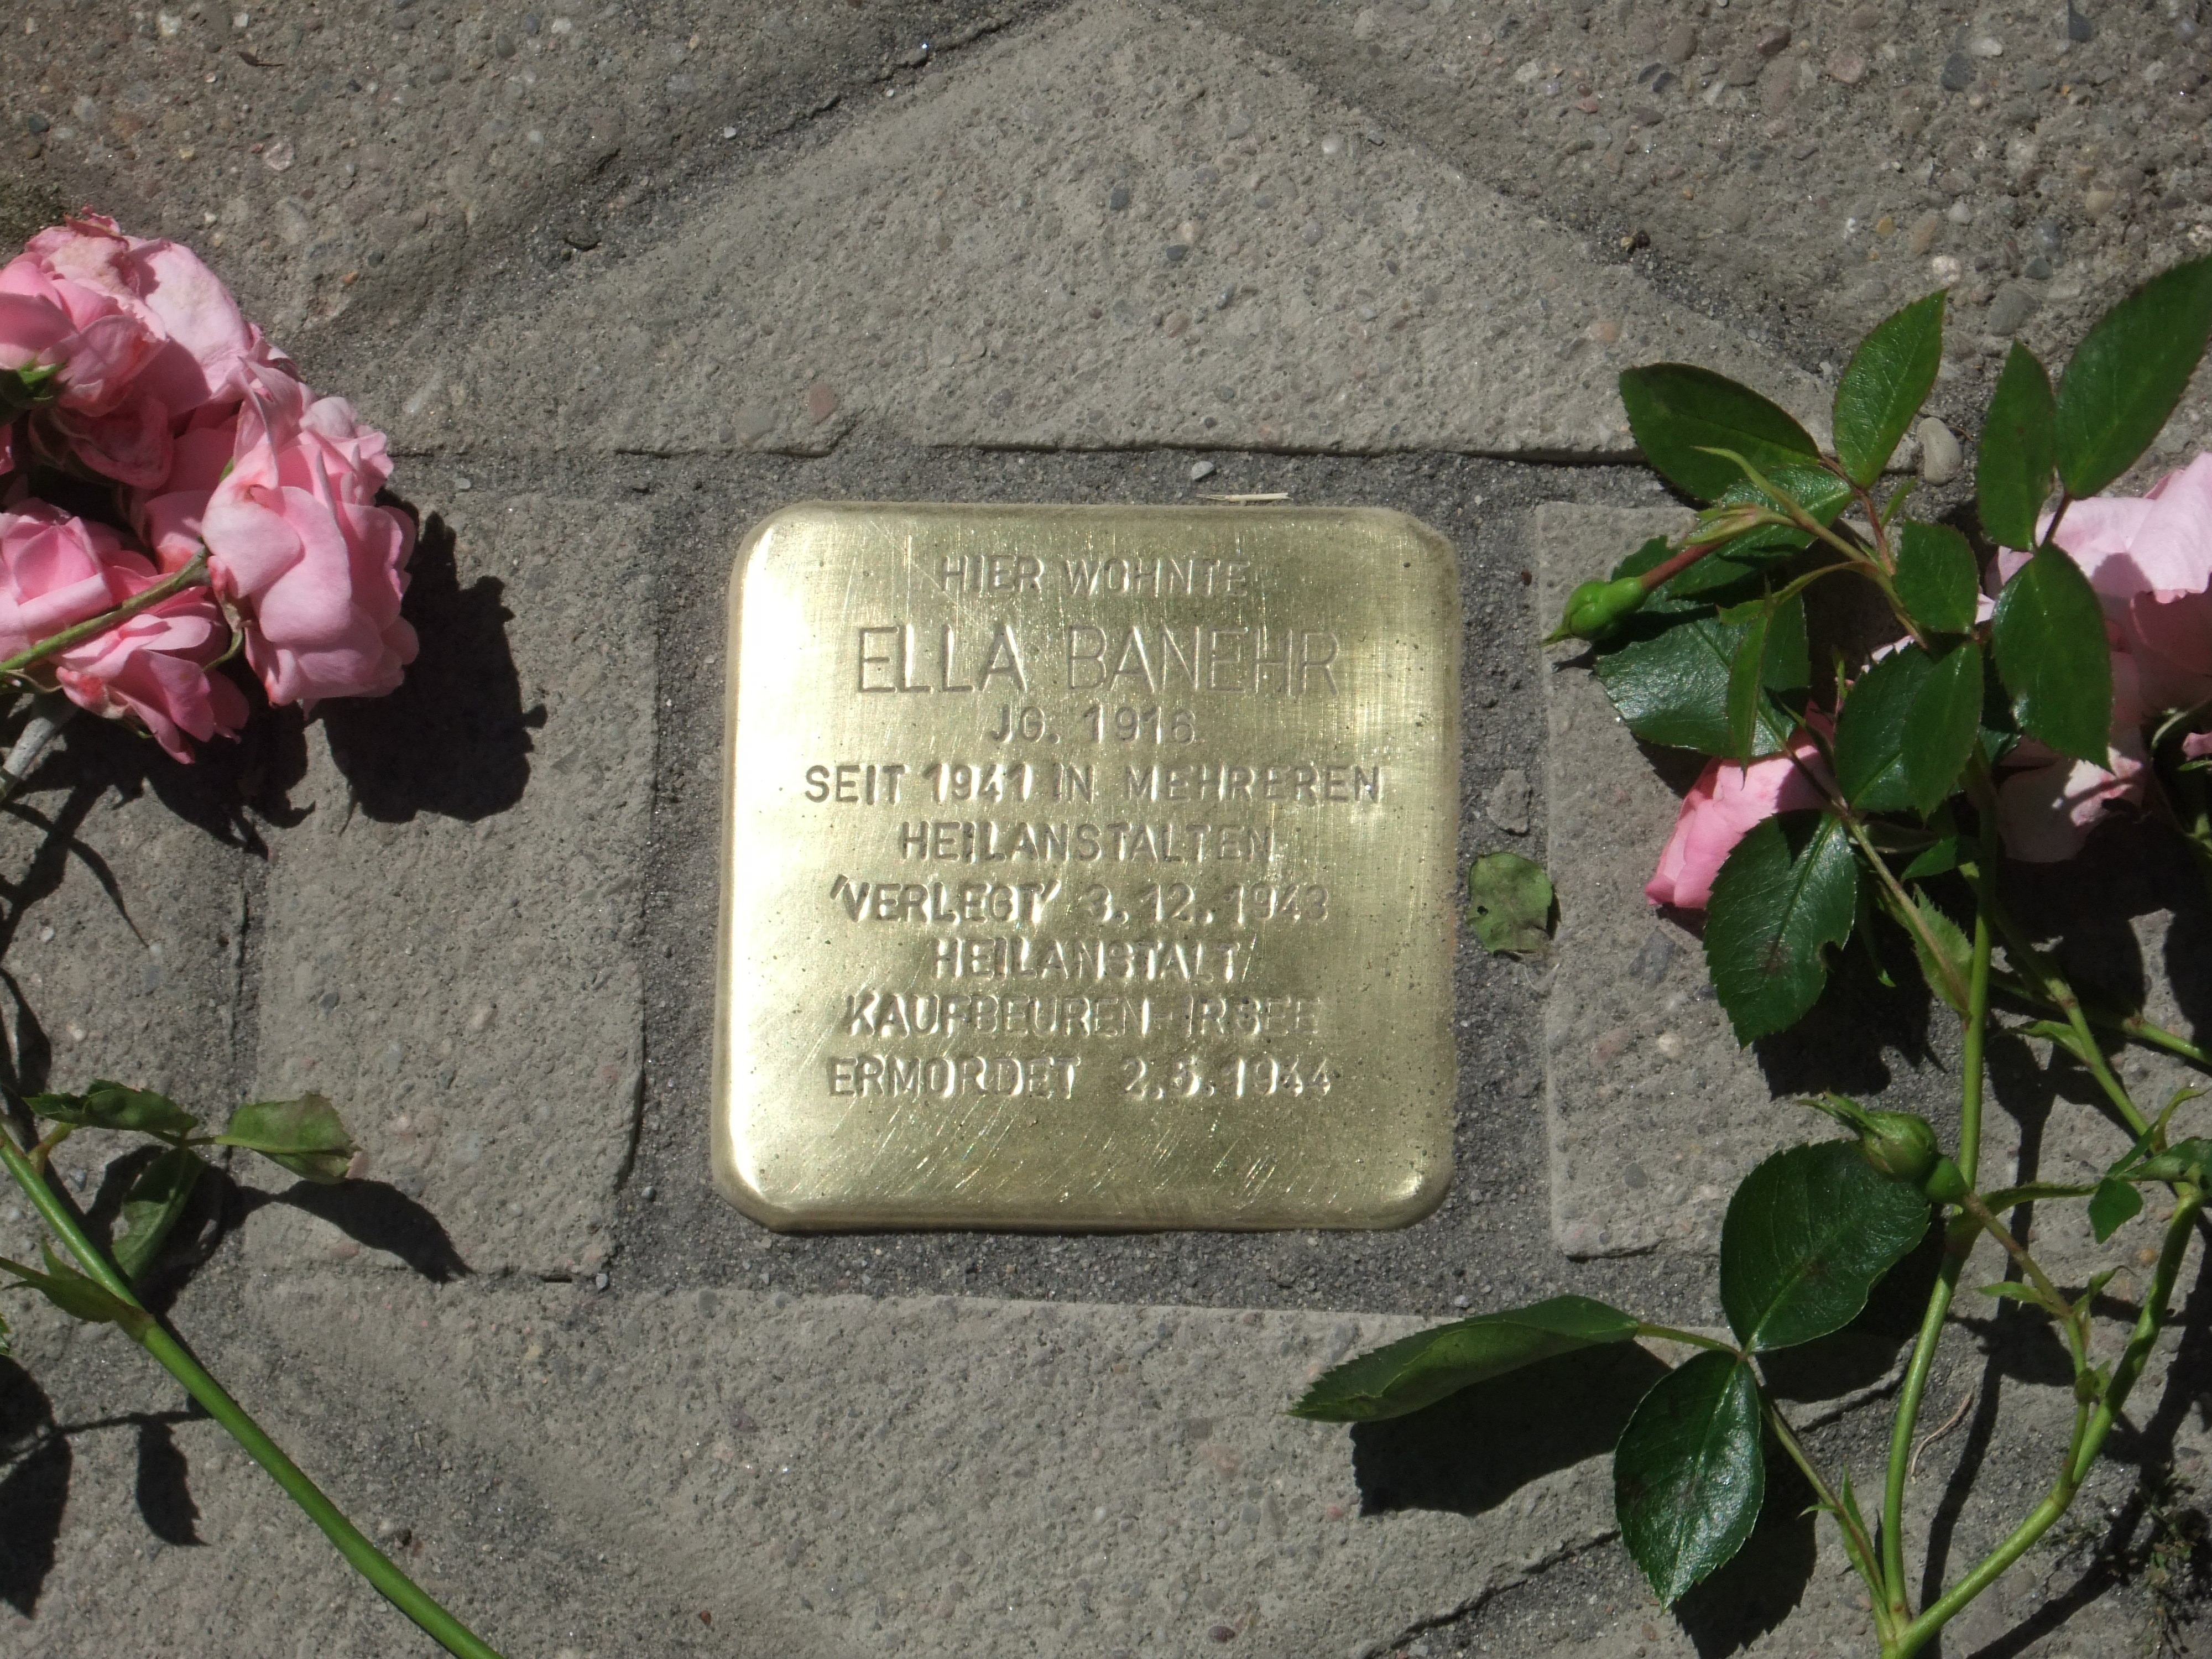 HIER WOHNTE
ELLA BANEHR
JG. 1916
SEIT 1941 IN MEHREREN
HEILANSTALTEN
'VERLEGT' 3.12.1943
HEILANSTALT
KAUFBEUREN-IRSEE
ERMORDET 2.5.1944